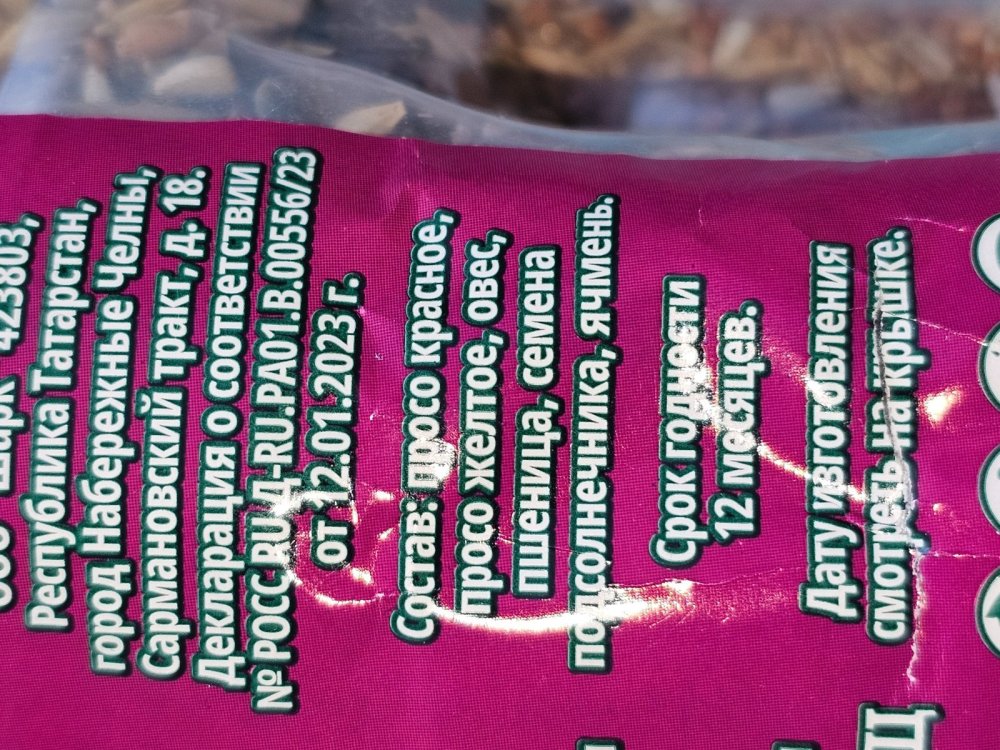 423803,
Республика Татарстан,
город Набережные Челны,
Сармановский тракт, д. 18.
Декларация о соответствии
№ РОСС RU Д-RU.РА01.В.00556/23
от 12.01.2023 г.
Состав: просо красное,
просо желтое, овес,
пшеница, семена
подсолнечника, ячмень.
Срок годности
12 месяцев.
Дату изготовления
смотреть на крышке.